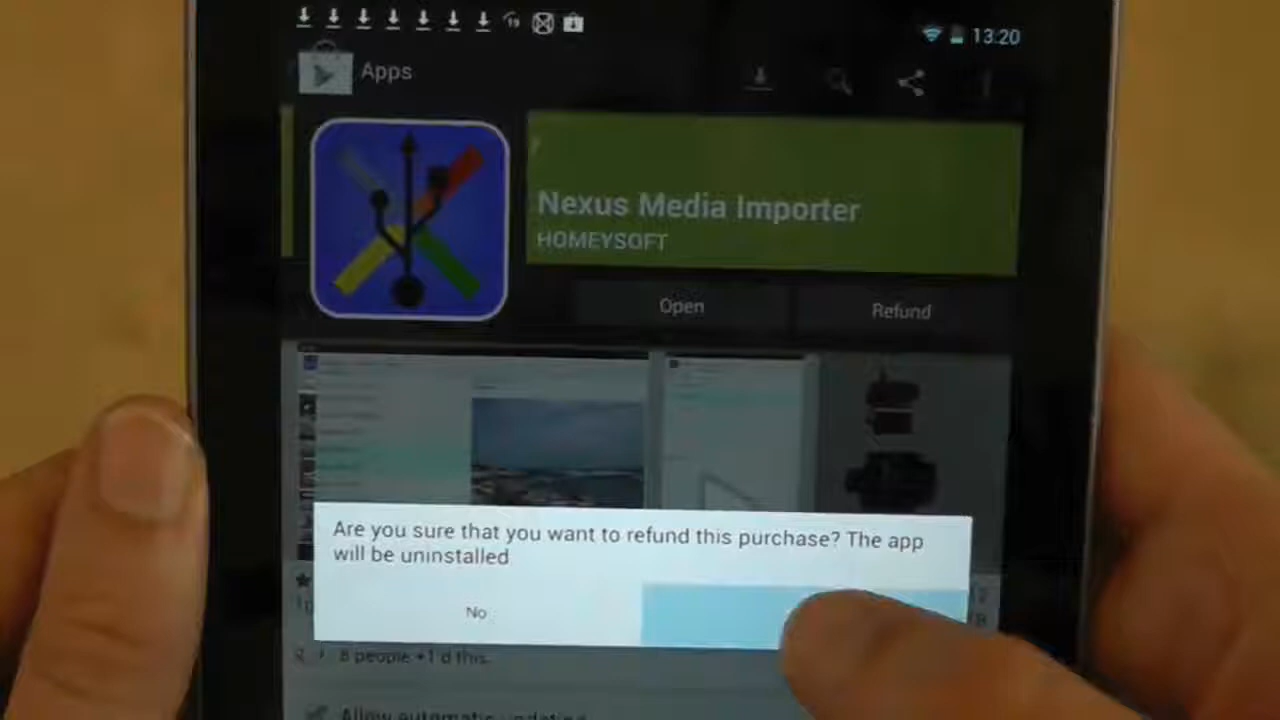 13:20
Apps
Nexus Media Importer
HOMEYSOFT
Open
Refund
Are you sure that you want to refund this purchase? The app
will be uninstalled
No
8 people +1'd this.
Allow automatic updating